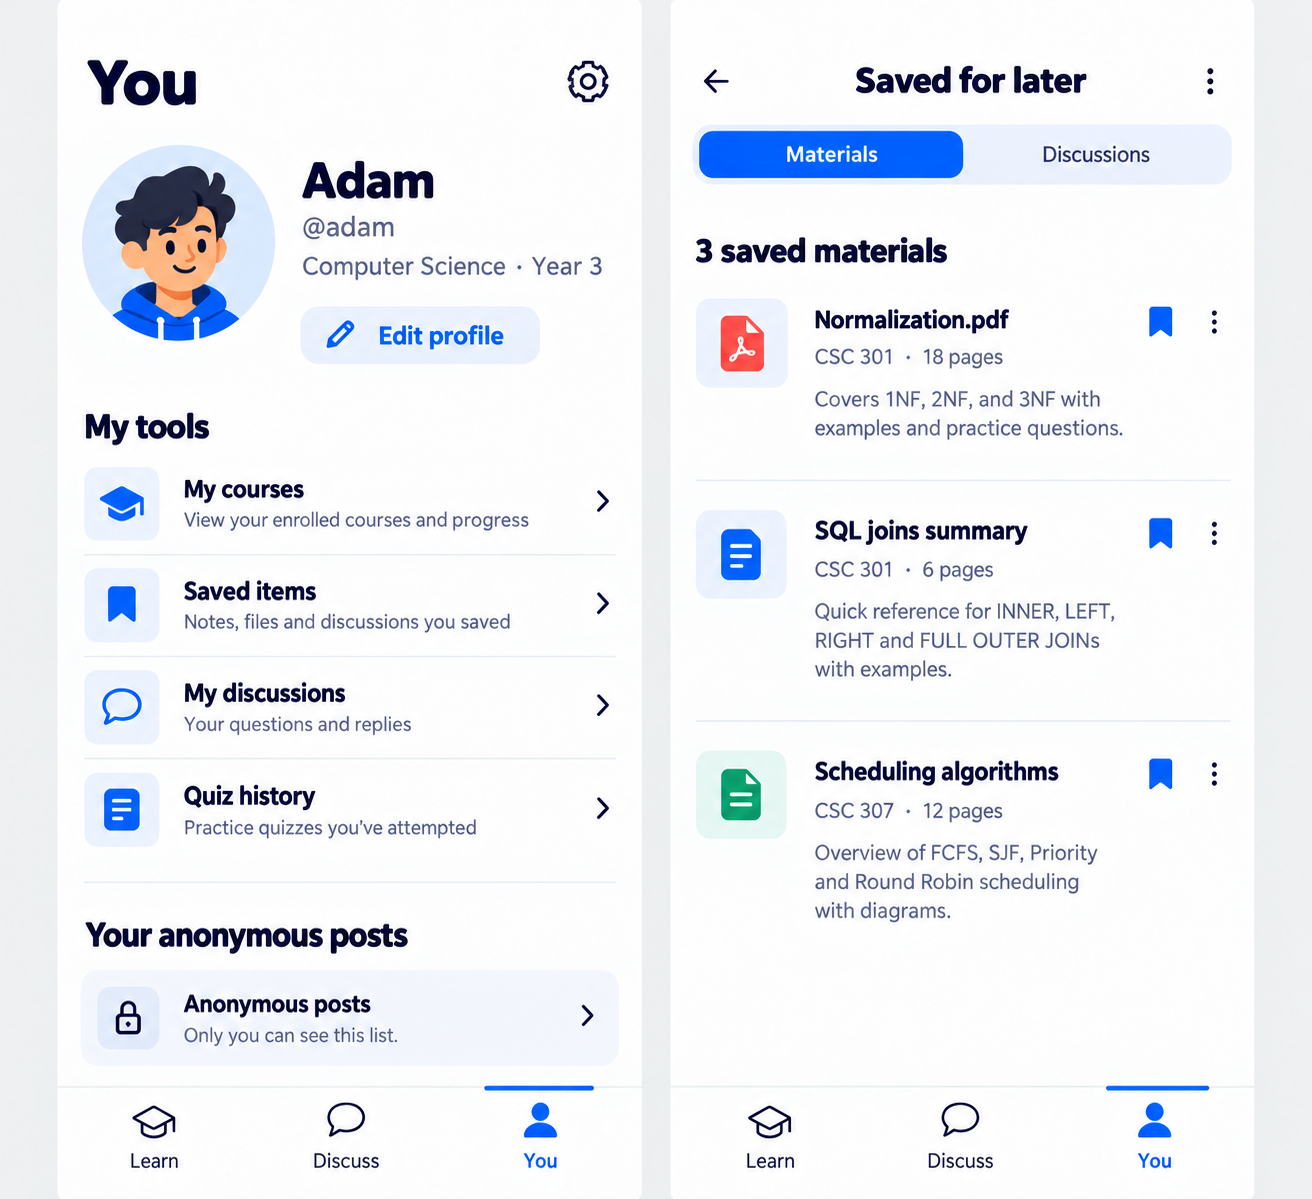 You
Adam
@adam
Computer Science · Year 3
Edit profile
My tools
My courses
View your enrolled courses and progress
Saved items
Notes, files and discussions you saved
My discussions
Your questions and replies
Quiz history
Practice quizzes you've attempted
Your anonymous posts
Anonymous posts
Only you can see this list.
Learn
Discuss
You
Saved for later
Materials
Discussions
3 saved materials
Normalization.pdf
CSC 301 · 18 pages
Covers 1NF, 2NF, and 3NF with
examples and practice questions.
SQL joins summary
CSC 301 · 6 pages
Quick reference for INNER, LEFT,
RIGHT and FULL OUTER JOINs
with examples.
Scheduling algorithms
CSC 307 · 12 pages
Overview of FCFS, SJF, Priority
and Round Robin scheduling
with diagrams.
Learn
Discuss
You